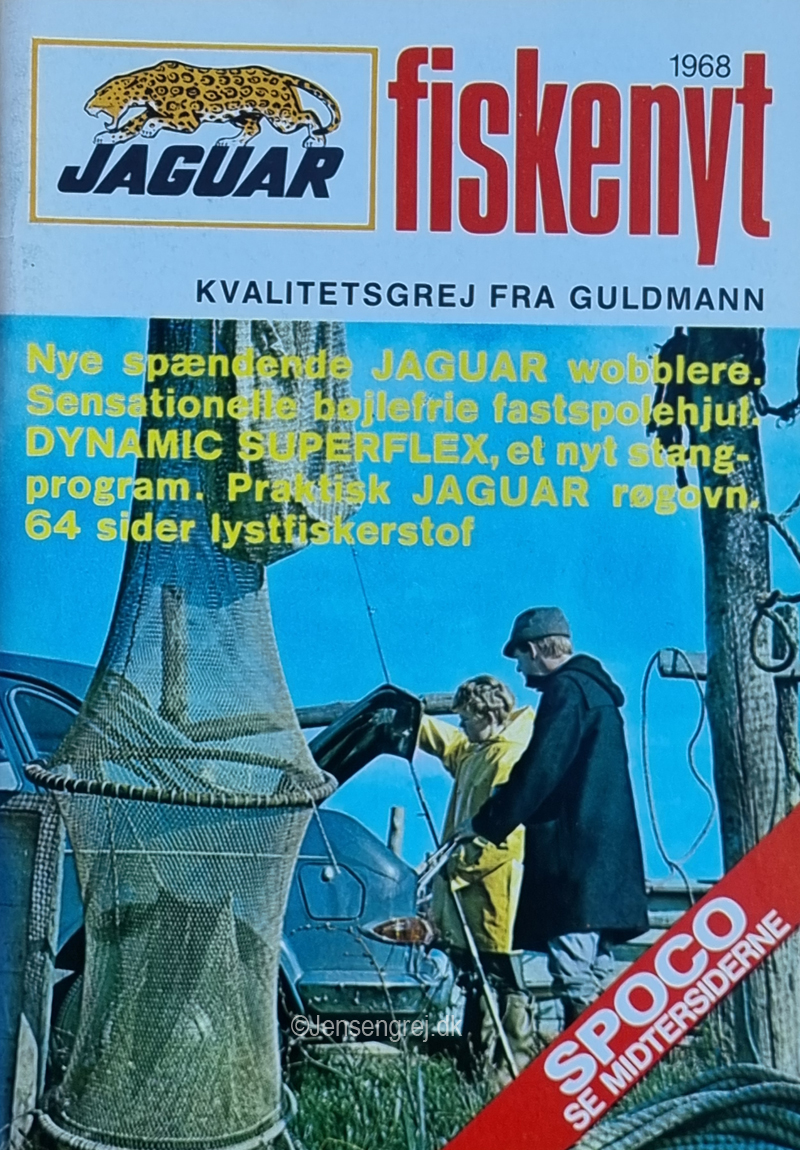 JAGUAR
fiskenyt
1968
KVALITETSGREJ FRA GULDMANN
Nye spændende JAGUAR wobblere.
Sensationelle bøjlefrie fastspolehjul.
DYNAMIC SUPERFLEX, et nyt stang-
program. Praktisk JAGUAR røgovn.
64 sider lystfiskerstof
SPOCO
SE MIDTERSIDERNE
©Jensengrej.dk